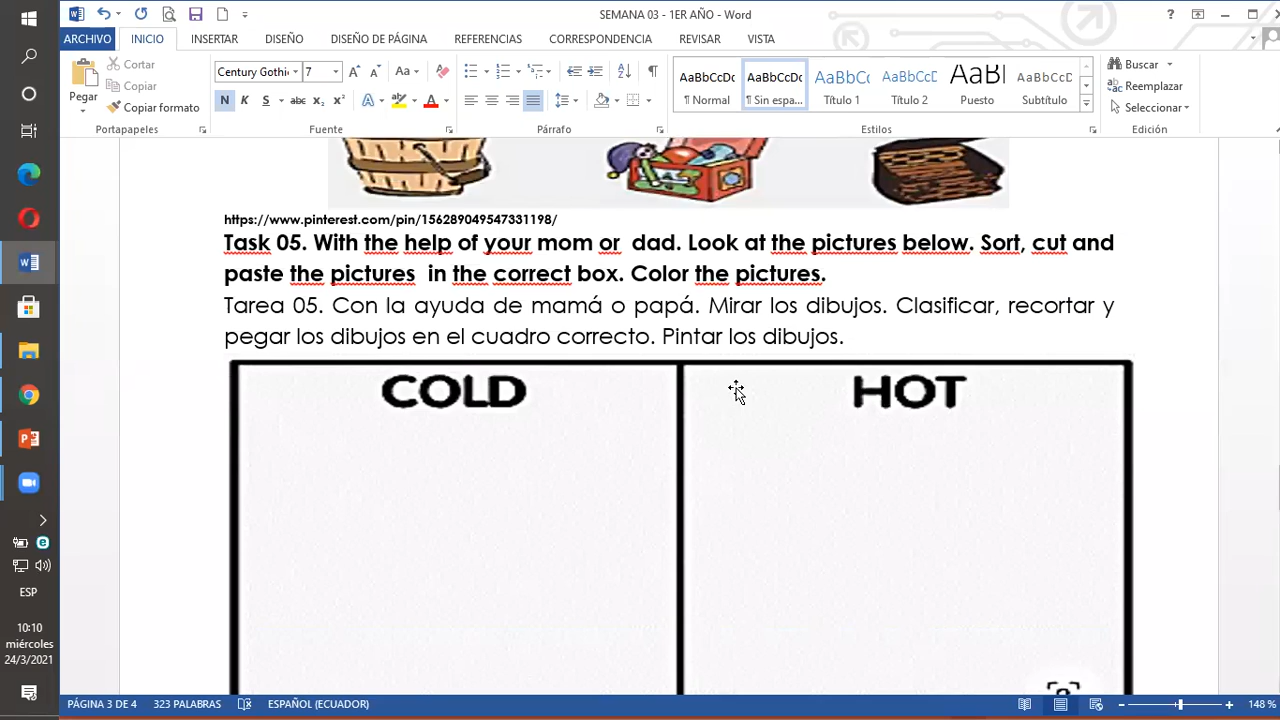 SEMANA 03 - 1ER AÑO - Word
ARCHIVO INICIO INSERTAR DISEÑO DISEÑO DE PÁGINA REFERENCIAS CORRESPONDENCIA REVISAR VISTA
Pegar
Cortar
Copiar
Copiar formato
Portapapeles
Century Gothi 7
N K S abc x₂ x²
Fuente
Párrafo
AaBbCcDc AaBbCcDc AaBbCc AaBbCcD AaBl AaBbCcD
¶ Normal ¶ Sin espa... Título 1 Título 2 Puesto Subtítulo
Estilos
Buscar
Reemplazar
Seleccionar
Edición
https://www.pinterest.com/pin/156289049547331198/
Task 05. With the help of your mom or dad. Look at the pictures below. Sort, cut and
paste the pictures in the correct box. Color the pictures.
Tarea 05. Con la ayuda de mamá o papá. Mirar los dibujos. Clasificar, recortar y
pegar los dibujos en el cuadro correcto. Pintar los dibujos.
COLD HOT
ESP
10:10
miércoles
24/3/2021
PÁGINA 3 DE 4 323 PALABRAS ESPAÑOL (ECUADOR) 148 %